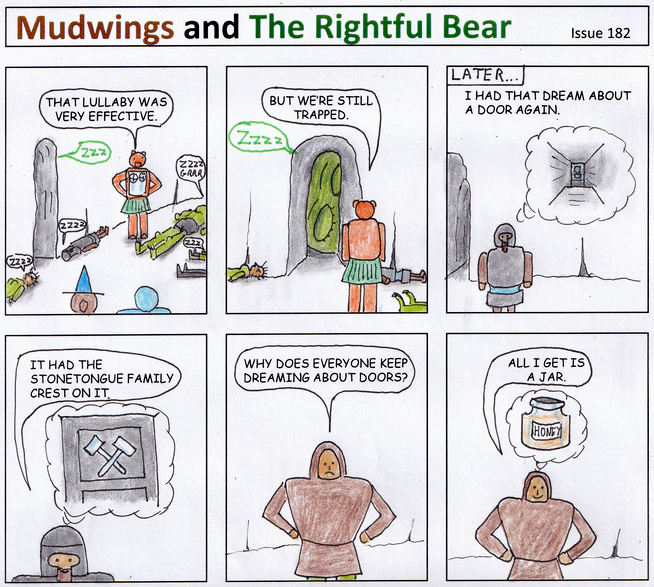 Mudwings and The Rightful Bear
Issue 182
THAT LULLABY WAS
VERY EFFECTIVE.
ZZZ
ZZZZ
GRRR
ZZZZ
ZZZ
ZZZZ
BUT WE'RE STILL
TRAPPED.
ZZZZ
LATER...
I HAD THAT DREAM ABOUT
A DOOR AGAIN.
IT HAD THE
STONETONGUE FAMILY
CREST ON IT.
WHY DOES EVERYONE KEEP
DREAMING ABOUT DOORS?
ALL I GET IS
A JAR.
HONEY